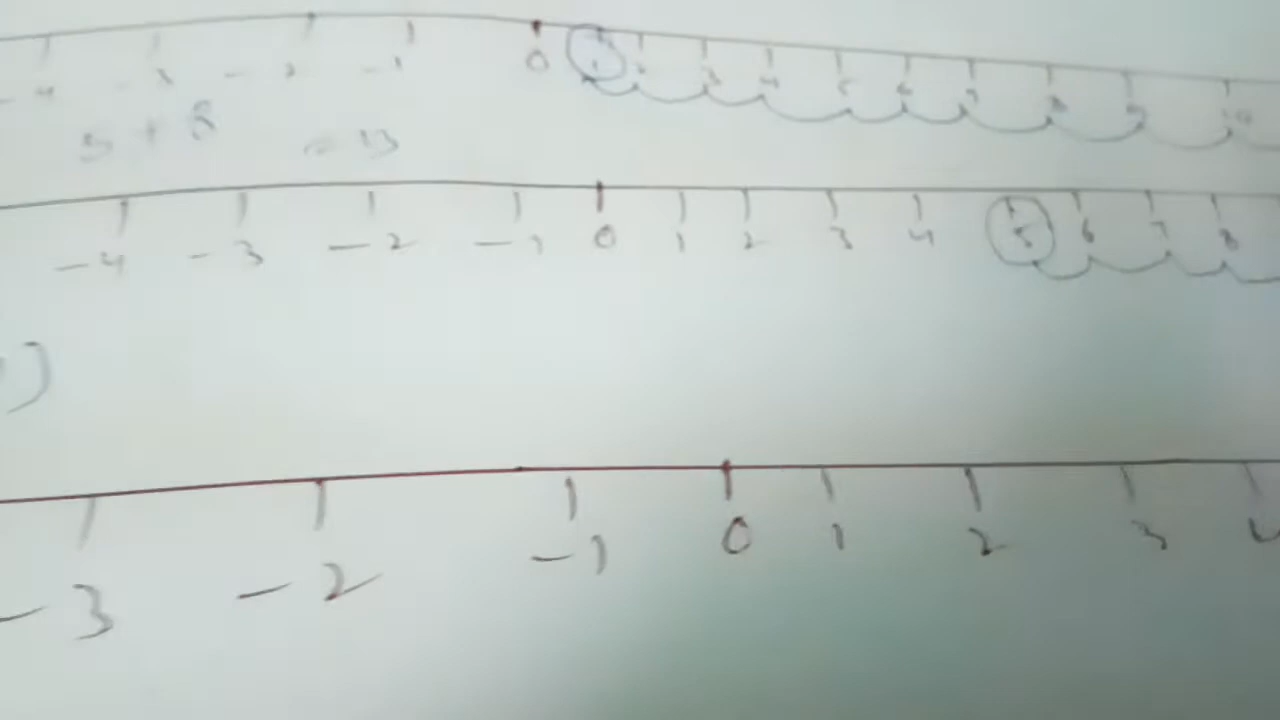 -4 -3 -2 -1 0 1 2 3 4 5 6 7 8 9 10
5 + 8 = 13
-4 -3 -2 -1 0 1 2 3 4 5 6 7 8
)
-3 -2 -1 0 1 2 3